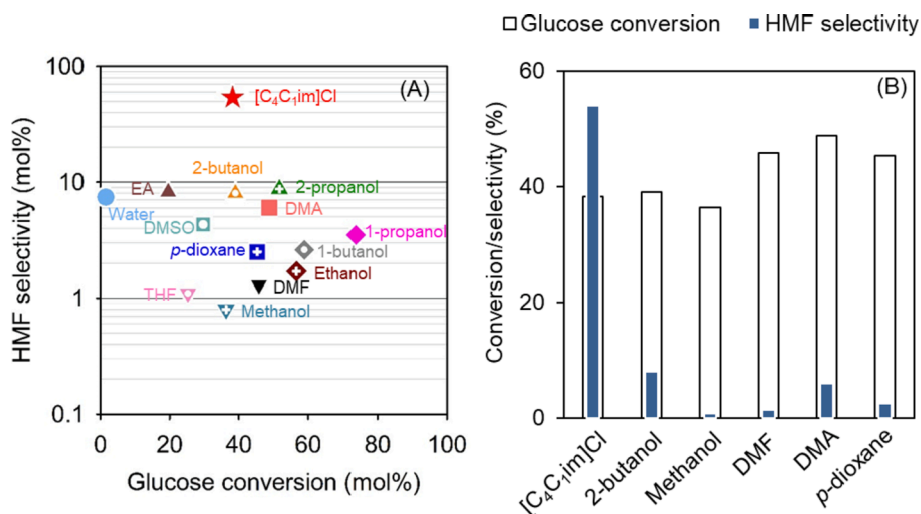 Glucose conversion
HMF selectivity
(A)
HMF selectivity (mol%)
100
10
1
0.1
[C₄C₁im]Cl
2-butanol
EA
2-propanol
Water
DMA
DMSO
1-propanol
p-dioxane
1-butanol
Ethanol
THF
DMF
Methanol
0
20
40
60
80
100
Glucose conversion (mol%)
(B)
Conversion/selectivity (%)
60
40
20
0
[C₄C₁im]Cl
2-butanol
Methanol
DMF
DMA
p-dioxane